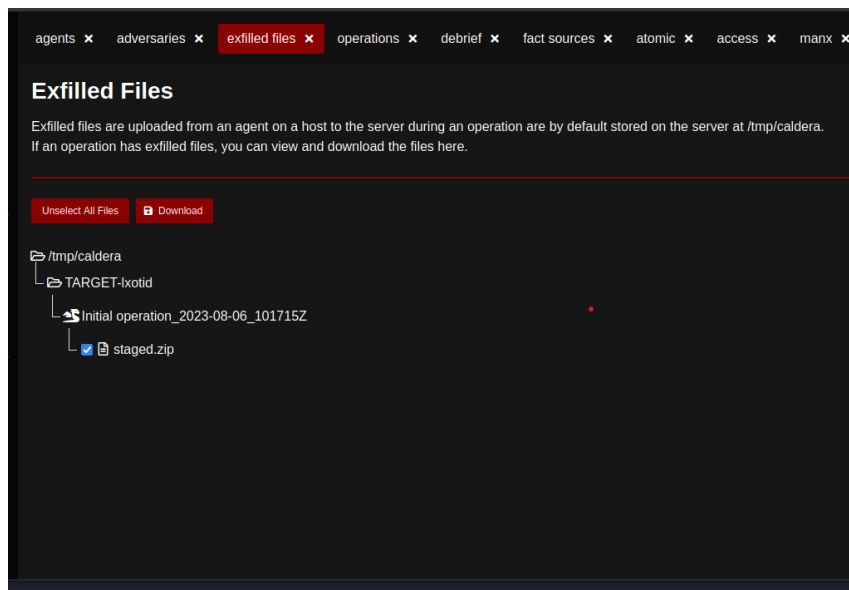 agents × adversaries × exfilled files × operations × debrief × fact sources × atomic × access × manx ×
Exfilled Files
Exfilled files are uploaded from an agent on a host to the server during an operation are by default stored on the server at /tmp/caldera.
If an operation has exfilled files, you can view and download the files here.
Unselect All Files Download
/tmp/caldera
TARGET-lxotid
Initial operation_2023-08-06_101715Z
staged.zip